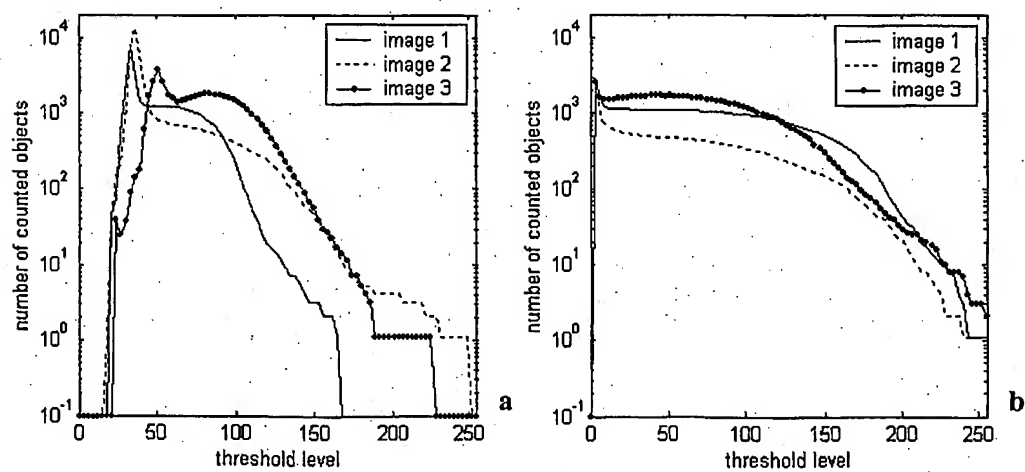 10^4
10^3
10^2
10^1
10^0
10^-1
number of counted objects
image 1
image 2
image 3
0
50
100
150
200
250
threshold level
a
10^4
10^3
10^2
10^1
10^0
10^-1
number of counted objects
image 1
image 2
image 3
0
50
100
150
200
250
threshold level
b